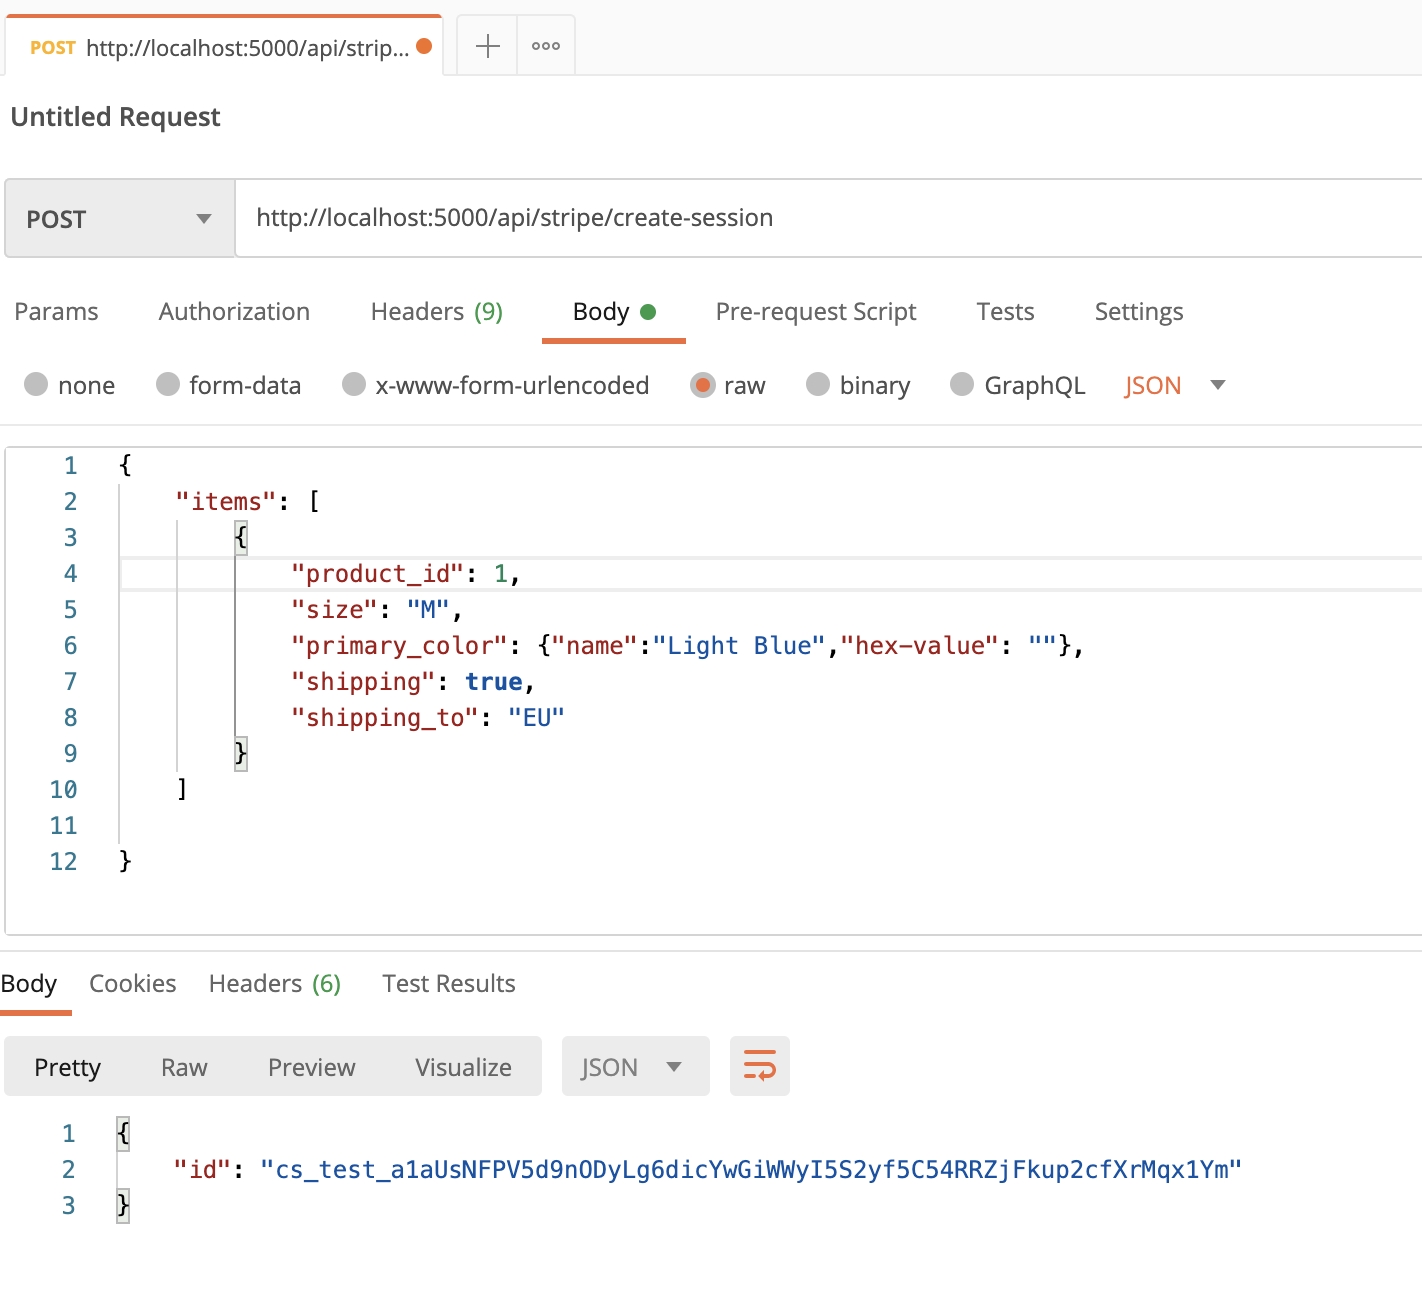 POST http://localhost:5000/api/strip...
Untitled Request
POST http://localhost:5000/api/stripe/create-session
Params Authorization Headers (9) Body Pre-request Script Tests Settings
none form-data x-www-form-urlencoded raw binary GraphQL JSON
1 {
2 "items": [
3 {
4 "product_id": 1,
5 "size": "M",
6 "primary_color": {"name":"Light Blue","hex-value": ""},
7 "shipping": true,
8 "shipping_to": "EU"
9 }
10 ]
11
12 }
Body Cookies Headers (6) Test Results
Pretty Raw Preview Visualize JSON
1 {
2 "id": "cs_test_a1aUsNFPV5d9nODyLg6dicYwGiWWyI5S2yf5C54RRZjFkup2cfXrMqx1Ym"
3 }